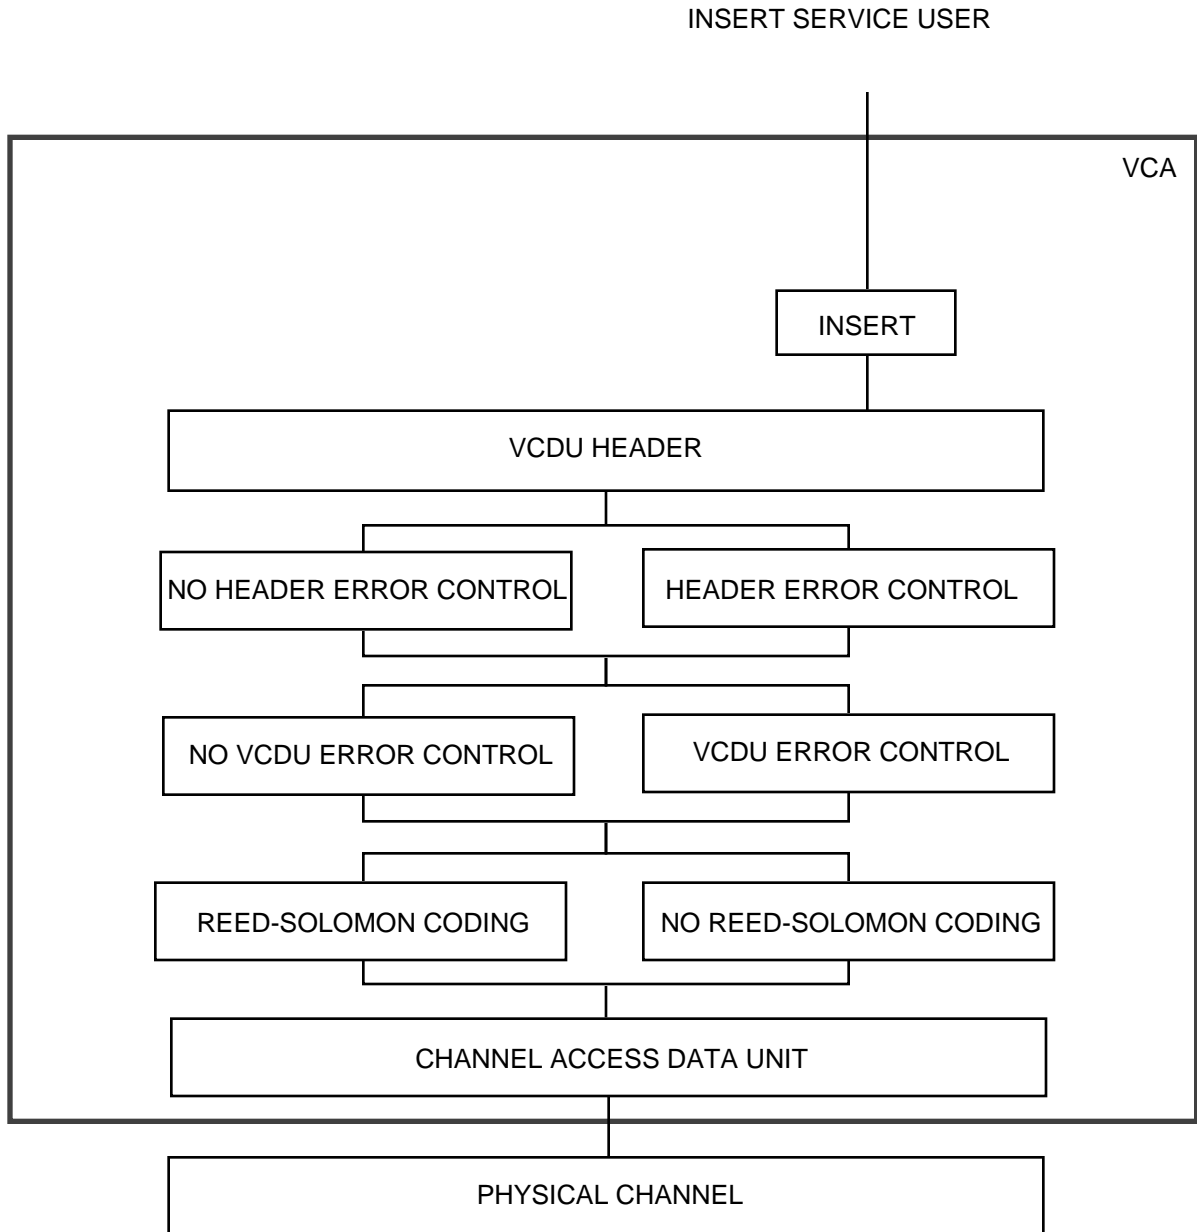 INSERT SERVICE USER
VCA
INSERT
VCDU HEADER
NO HEADER ERROR CONTROL
HEADER ERROR CONTROL
NO VCDU ERROR CONTROL
VCDU ERROR CONTROL
REED-SOLOMON CODING
NO REED-SOLOMON CODING
CHANNEL ACCESS DATA UNIT
PHYSICAL CHANNEL